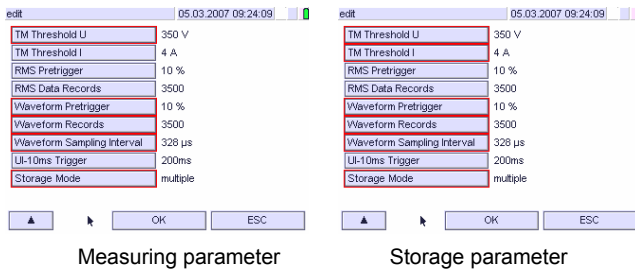 edit 05.03.2007 09:24:09
TM Threshold U 350 V
TM Threshold I 4 A
RMS Pretrigger 10 %
RMS Data Records 3500
Waveform Pretrigger 10 %
Waveform Records 3500
Waveform Sampling Interval 328 µs
UI-10ms Trigger 200ms
Storage Mode multiple
OK ESC
Measuring parameter
edit 05.03.2007 09:24:09
TM Threshold U 350 V
TM Threshold I 4 A
RMS Pretrigger 10 %
RMS Data Records 3500
Waveform Pretrigger 10 %
Waveform Records 3500
Waveform Sampling Interval 328 µs
UI-10ms Trigger 200ms
Storage Mode multiple
OK ESC
Storage parameter